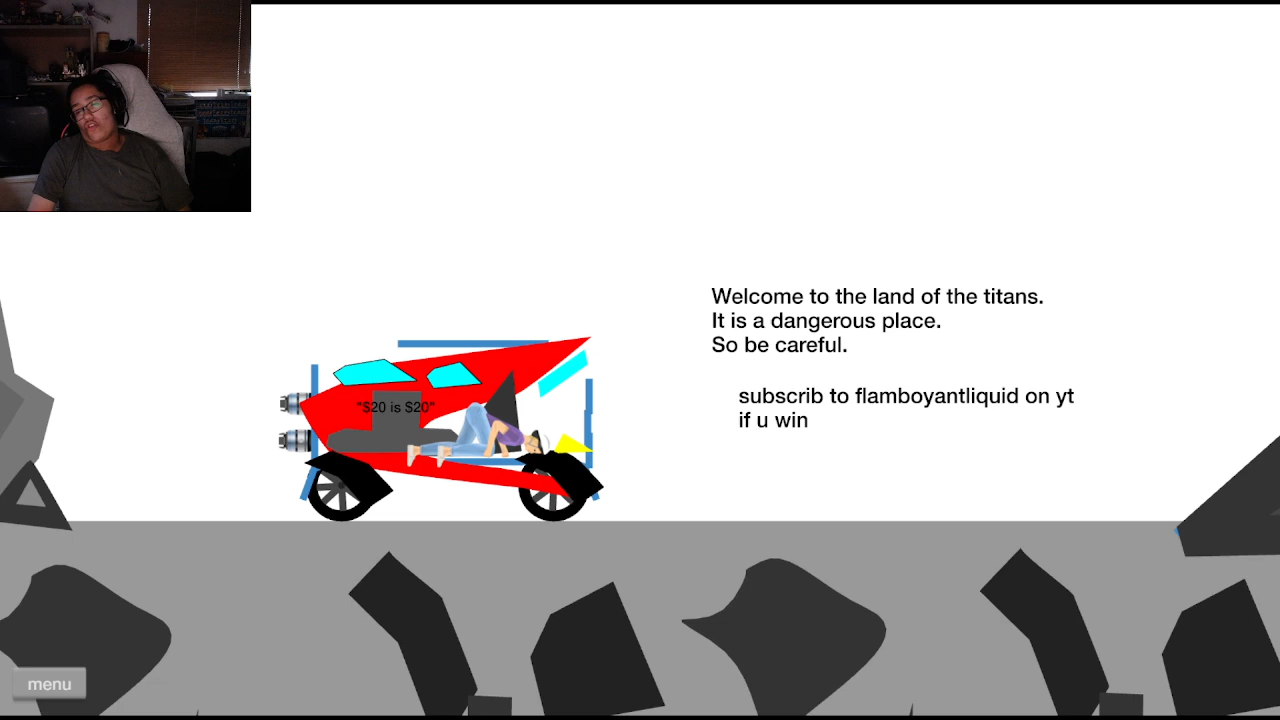 Welcome to the land of the titans.
It is a dangerous place.
So be careful.
subscrib to flamboyantliquid on yt
if u win
"$20 is $20"
menu